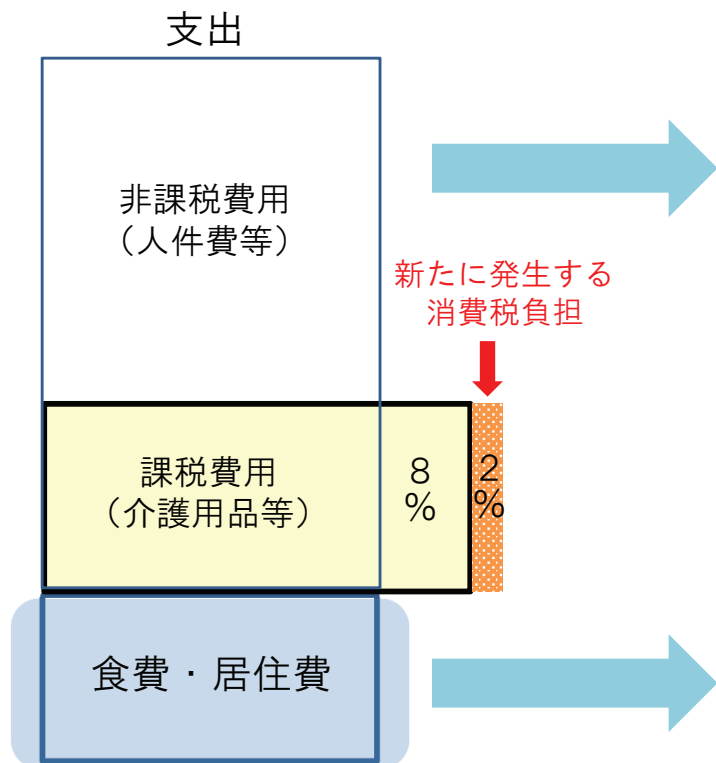 支出
非課税費用
（人件費等）
新たに発生する
消費税負担
課税費用
（介護用品等）
8
%
2
%
食費・居住費